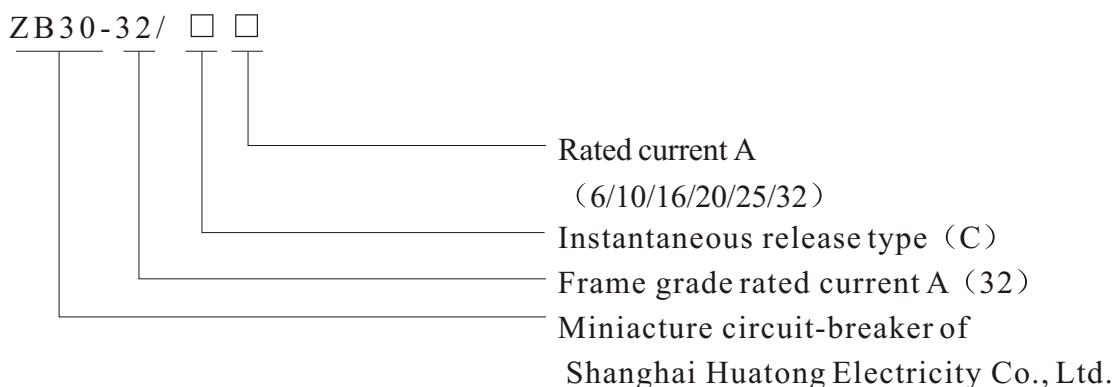 ZB30-32/ □ □
Rated current A
（6/10/16/20/25/32）
Instantaneous release type（C）
Frame grade rated current A（32）
Miniacture circuit-breaker of
Shanghai Huatong Electricity Co., Ltd.